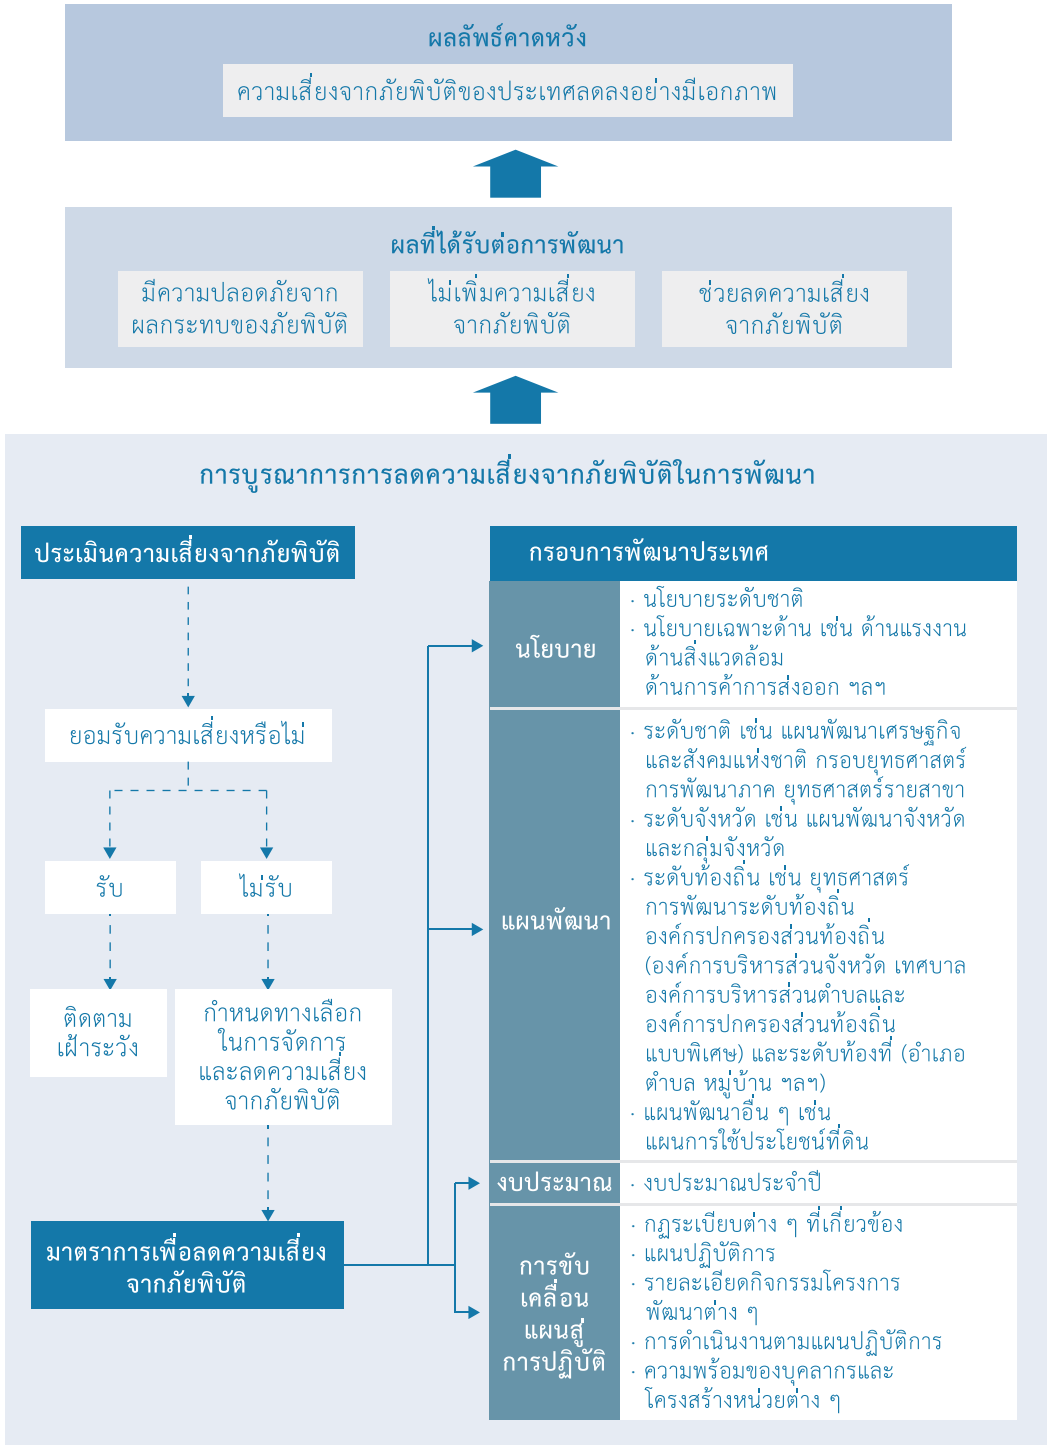 ผลลัพธ์คาดหวัง
ความเสี่ยงจากภัยพิบัติของประเทศลดลงอย่างมีเอกภาพ
ผลที่ได้รับต่อการพัฒนา
มีความปลอดภัยจาก
ผลกระทบของภัยพิบัติ
ไม่เพิ่มความเสี่ยง
จากภัยพิบัติ
ช่วยลดความเสี่ยง
จากภัยพิบัติ
การบูรณาการการลดความเสี่ยงจากภัยพิบัติในการพัฒนา
ประเมินความเสี่ยงจากภัยพิบัติ
ยอมรับความเสี่ยงหรือไม่
รับ
ไม่รับ
ติดตาม
เฝ้าระวัง
กำหนดทางเลือก
ในการจัดการ
และลดความเสี่ยง
จากภัยพิบัติ
มาตราการเพื่อลดความเสี่ยง
จากภัยพิบัติ
กรอบการพัฒนาประเทศ
นโยบาย
· นโยบายระดับชาติ
· นโยบายเฉพาะด้าน เช่น ด้านแรงงาน
ด้านสิ่งแวดล้อม
ด้านการค้าการส่งออก ฯลฯ
แผนพัฒนา
· ระดับชาติ เช่น แผนพัฒนาเศรษฐกิจ
และสังคมแห่งชาติ กรอบยุทธศาสตร์
การพัฒนาภาค ยุทธศาสตร์รายสาขา
· ระดับจังหวัด เช่น แผนพัฒนาจังหวัด
และกลุ่มจังหวัด
· ระดับท้องถิ่น เช่น ยุทธศาสตร์
การพัฒนาระดับท้องถิ่น
องค์กรปกครองส่วนท้องถิ่น
(องค์การบริหารส่วนจังหวัด เทศบาล
องค์การบริหารส่วนตำบลและ
องค์การปกครองส่วนท้องถิ่น
แบบพิเศษ) และระดับท้องที่ (อำเภอ
ตำบล หมู่บ้าน ฯลฯ)
· แผนพัฒนาอื่น ๆ เช่น
แผนการใช้ประโยชน์ที่ดิน
งบประมาณ
· งบประมาณประจำปี
การขับ
เคลื่อน
แผนสู่
การปฏิบัติ
· กฏระเบียบต่าง ๆ ที่เกี่ยวข้อง
· แผนปฏิบัติการ
· รายละเอียดกิจกรรมโครงการ
พัฒนาต่าง ๆ
· การดำเนินงานตามแผนปฏิบัติการ
· ความพร้อมของบุคลากรและ
โครงสร้างหน่วยต่าง ๆ